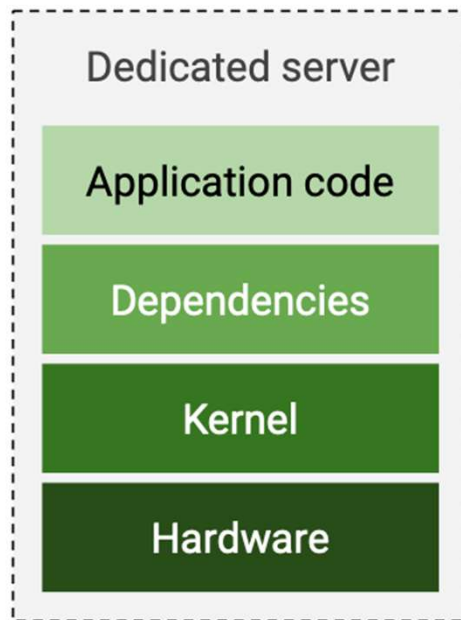 Dedicated server
Application code
Dependencies
Kernel
Hardware